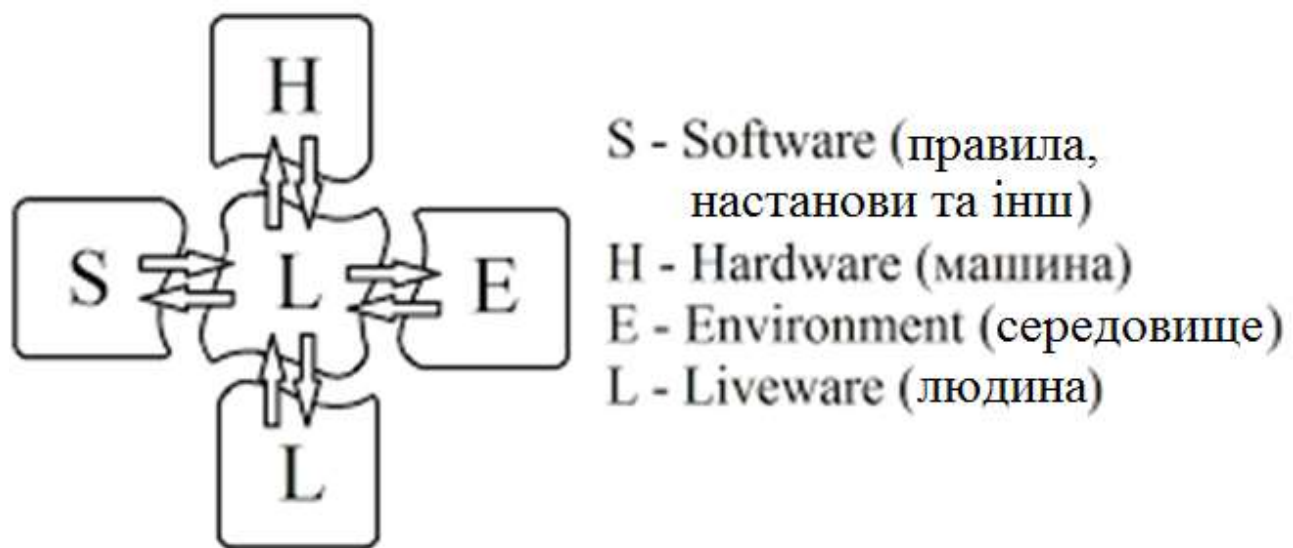 H
S
L
E
L
S - Software (правила,
настанови та інш)
H - Hardware (машина)
E - Environment (середовище)
L - Liveware (людина)